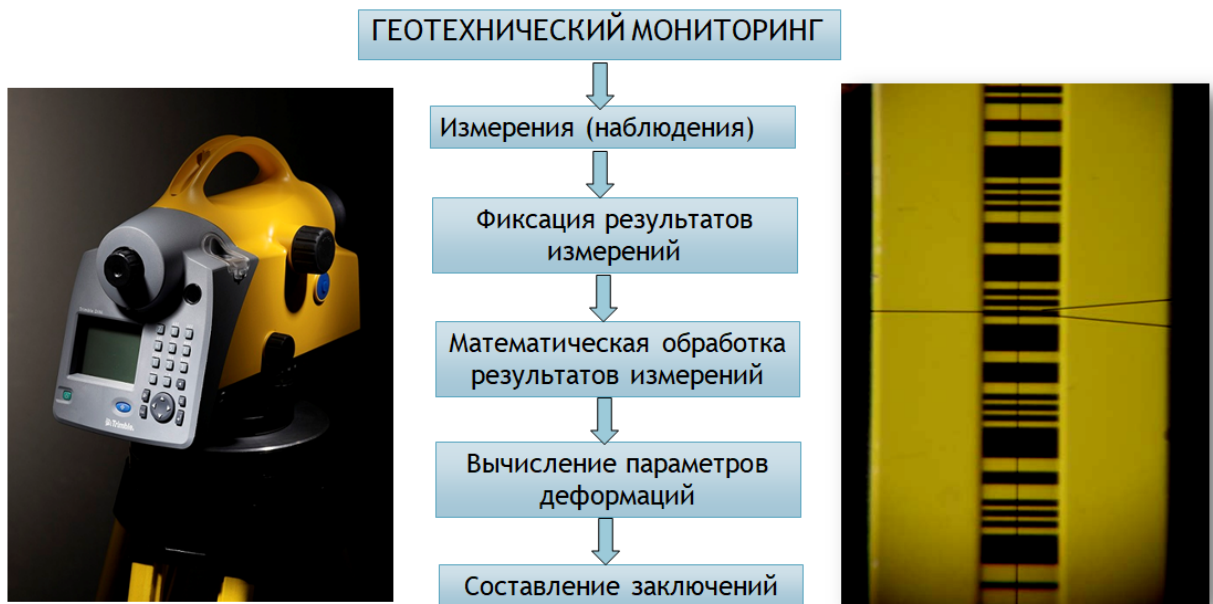 ГЕОТЕХНИЧЕСКИЙ МОНИТОРИНГ
Измерения (наблюдения)
Фиксация результатов
измерений
Математическая обработка
результатов измерений
Вычисление параметров
деформаций
Составление заключений
Trimble